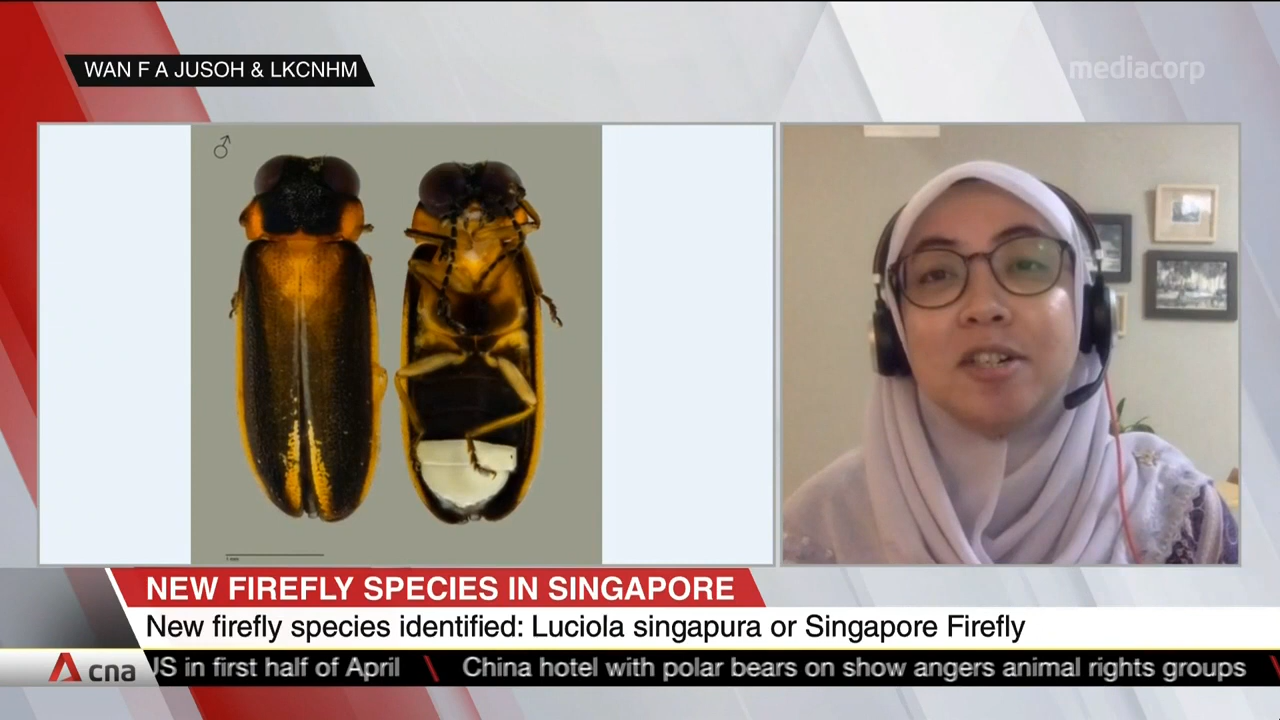 WAN F A JUSOH & LKCNHM
mediacorp
♂
NEW FIREFLY SPECIES IN SINGAPORE
New firefly species identified: Luciola singapura or Singapore Firefly
cna
US in first half of April \ China hotel with polar bears on show angers animal rights groups